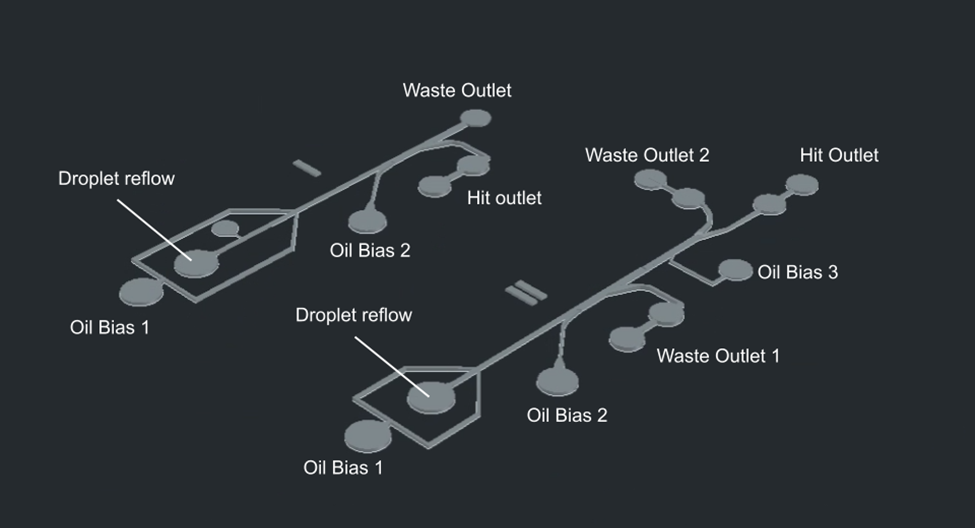 Waste Outlet
Droplet reflow
Hit outlet
Oil Bias 2
Oil Bias 1
Waste Outlet 2
Hit Outlet
Oil Bias 3
Droplet reflow
Waste Outlet 1
Oil Bias 2
Oil Bias 1